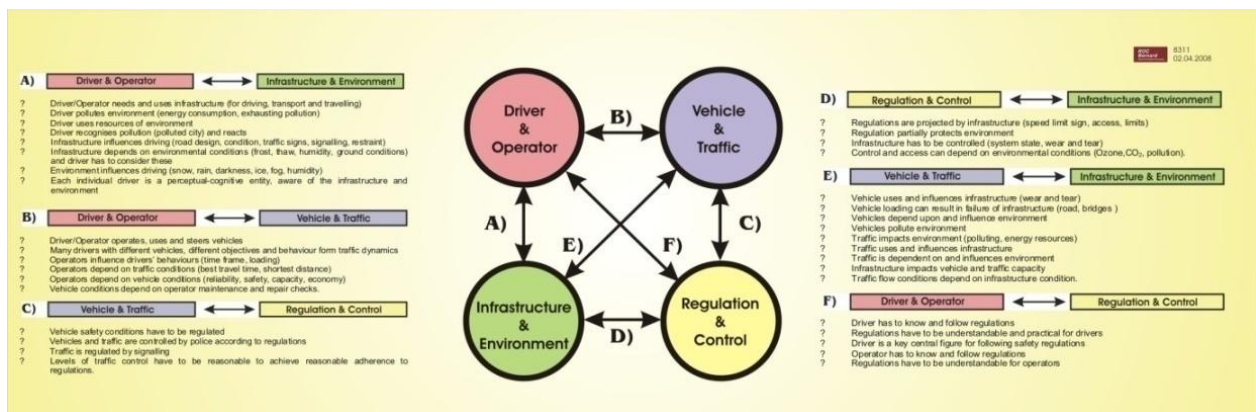 A) Driver & Operator Infrastructure & Environment
? Driver/Operator needs and uses infrastructure (for driving, transport and travelling)
? Driver pollutes environment (energy consumption, exhausting pollution)
? Driver uses resources of environment
? Driver recognises pollution (polluted city) and reacts
? Infrastructure influences driving (road design, condition, traffic signs, signalling, restraint)
? Infrastructure depends on environmental conditions (frost, thaw, humidity, ground conditions)
and driver has to consider these
? Environment influences driving (snow, rain, darkness, ice, fog, humidity)
? Each individual driver is a perceptual-cognitive entity, aware of the infrastructure and
environment
B) Driver & Operator Vehicle & Traffic
? Driver/Operator operates, uses and steers vehicles
? Many drivers with different vehicles, different objectives and behaviour form traffic dynamics
? Operators influence drivers' behaviours (time frame, loading)
? Operators depend on traffic conditions (best travel time, shortest distance)
? Operators depend on vehicle conditions (reliability, safety, capacity, economy)
? Vehicle conditions depend on operator maintenance and repair checks.
C) Vehicle & Traffic Regulation & Control
? Vehicle safety conditions have to be regulated
? Vehicles and traffic are controlled by police according to regulations
? Traffic is regulated by signalling
? Levels of traffic control have to be reasonable to achieve reasonable adherence to
regulations.
Driver
&
Operator
B)
Vehicle
&
Traffic
A)
E)
F)
C)
Infrastructure
&
Environment
D)
Regulation
&
Control
8311
02.04.2008
D) Regulation & Control Infrastructure & Environment
? Regulations are projected by infrastructure (speed limit sign, access, limits)
? Regulation partially protects environment
? Infrastructure has to be controlled (system state, wear and tear)
? Control and access can depend on environmental conditions (Ozone,CO₂, pollution).
E) Vehicle & Traffic Infrastructure & Environment
? Vehicle uses and influences infrastructure (wear and tear)
? Vehicle loading can result in failure of infrastructure (road, bridges )
? Vehicles depend upon and influence environment
? Vehicles pollute environment
? Traffic impacts environment (polluting, energy resources)
? Traffic uses and influences infrastructure
? Traffic is dependent on and influences environment
? Infrastructure impacts vehicle and traffic capacity
? Traffic flow conditions depend on infrastructure condition.
F) Driver & Operator Regulation & Control
? Driver has to know and follow regulations
? Regulations have to be understandable and practical for drivers
? Driver is a key central figure for following safety regulations
? Operator has to know and follow regulations
? Regulations have to be understandable for operators